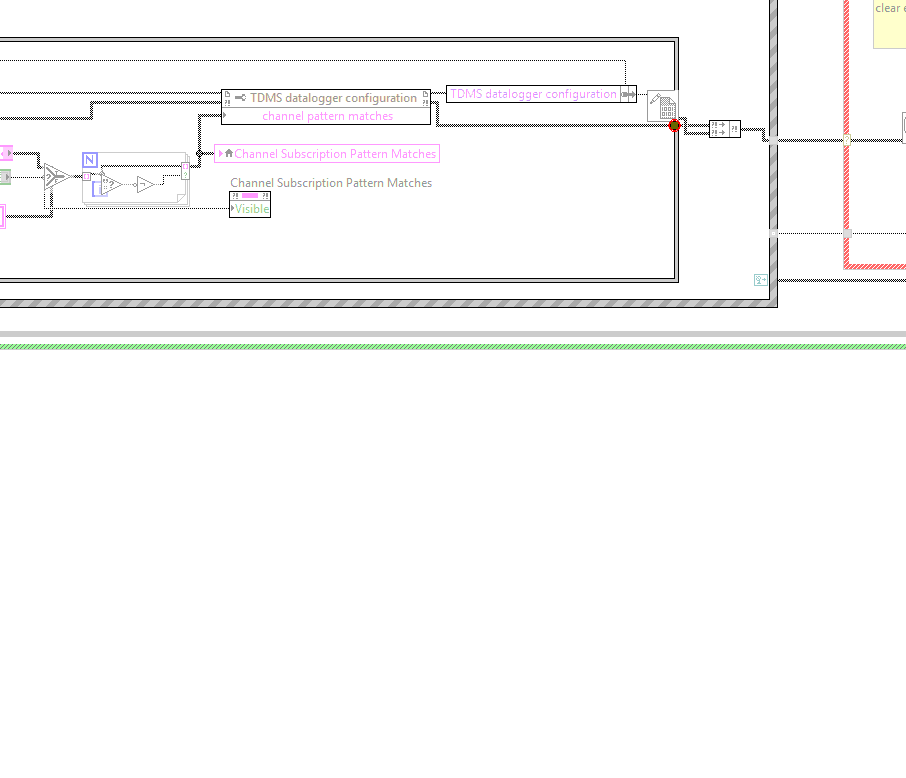 clear e
TDMS datalogger configuration
TDMS datalogger configuration
channel pattern matches
N
Channel Subscription Pattern Matches
Channel Subscription Pattern Matches
Visible